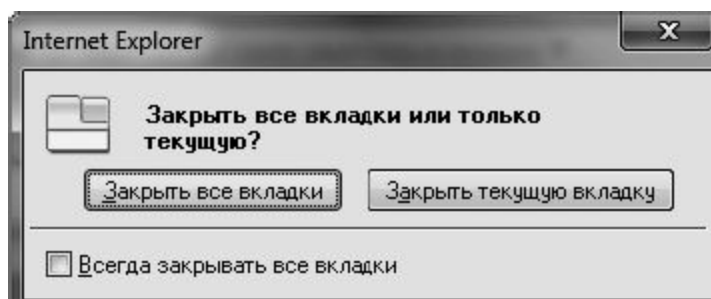 Internet Explorer
Закрыть все вкладки или только
текущую?
Закрыть все вкладки Закрыть текущую вкладку
Всегда закрывать все вкладки